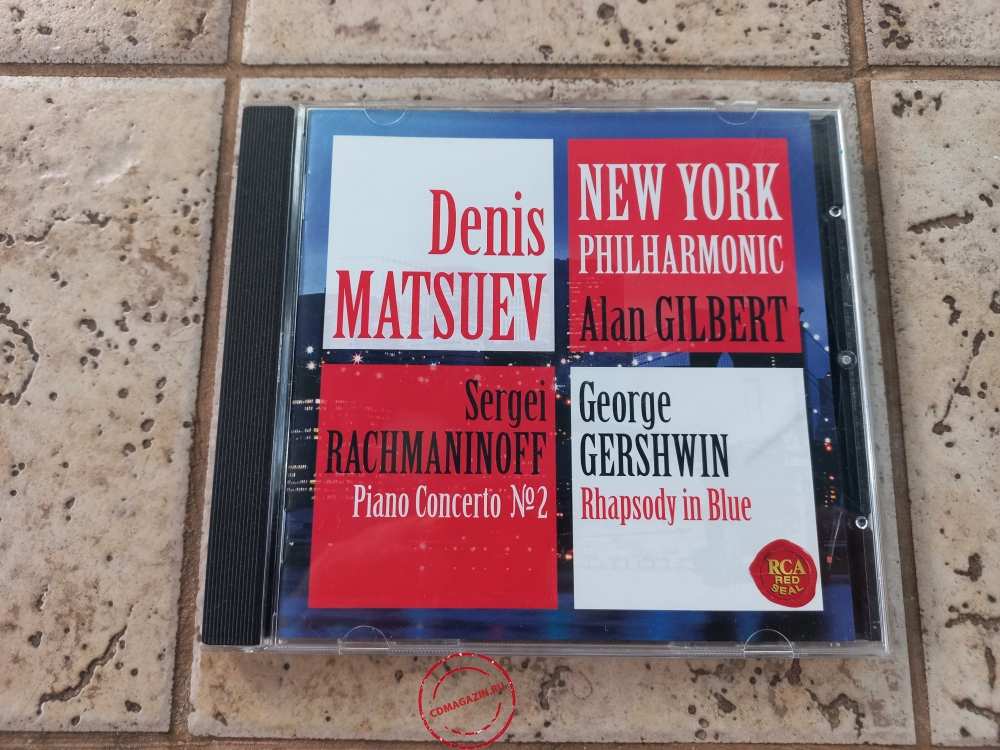 Denis
MATSUEV
NEW YORK
PHILHARMONIC
Alan GILBERT
Sergei
RACHMANINOFF
Piano Concerto №2
George
GERSHWIN
Rhapsody in Blue
RCA
RED
SEAL
CDMAGAZIN.RU